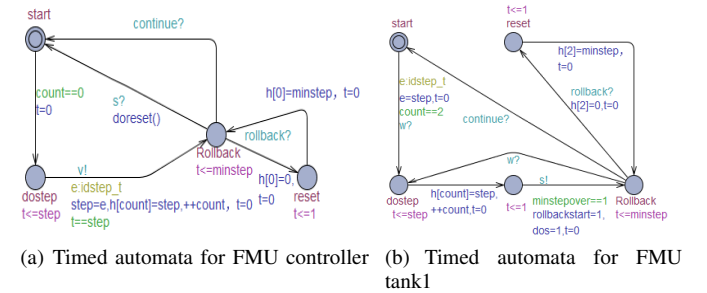 start
continue?
count==0
t=0
s?
doreset()
h[0]=minstep, t=0
rollback?
Rollback
t<=minstep
v!
e:idstep_t
step=e,h[count]=step,++count, t=0
t==step
dostep
t<=step
h[0]=0,
t=0
reset
t<=1
(a) Timed automata for FMU controller
start
t<=1
reset
h[2]=minstep,
t=0
e:idstep_t
e=step,t=0
count==2
w?
continue?
rollback?
h[2]=0,t=0
w?
dostep
t<=step
h[count]=step,
++count,t=0
t<=1
s!
minstepover==1
rollbackstart=1,
dos=1,t=0
Rollback
t<=minstep
(b) Timed automata for FMU
tank1